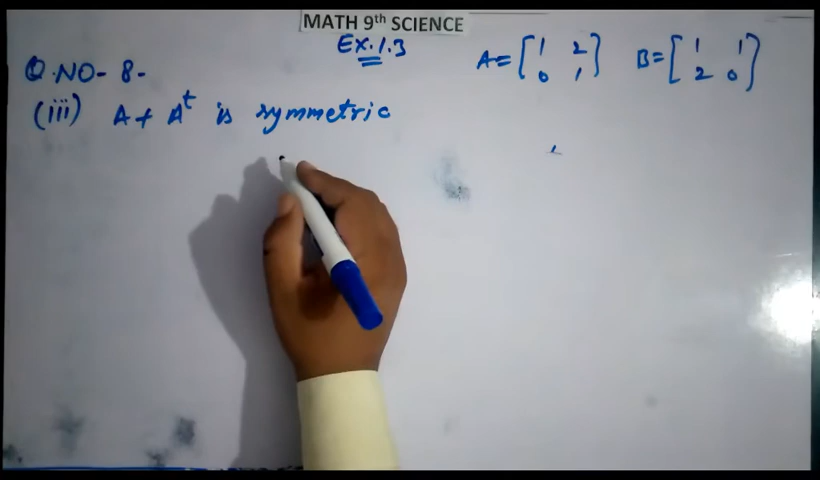 MATH 9th SCIENCE
Ex.1.3
A = [ 1 2
0 1 ]
B = [ 1 1
2 0 ]
Q.NO- 8-
(iii) A + A^t is symmetric